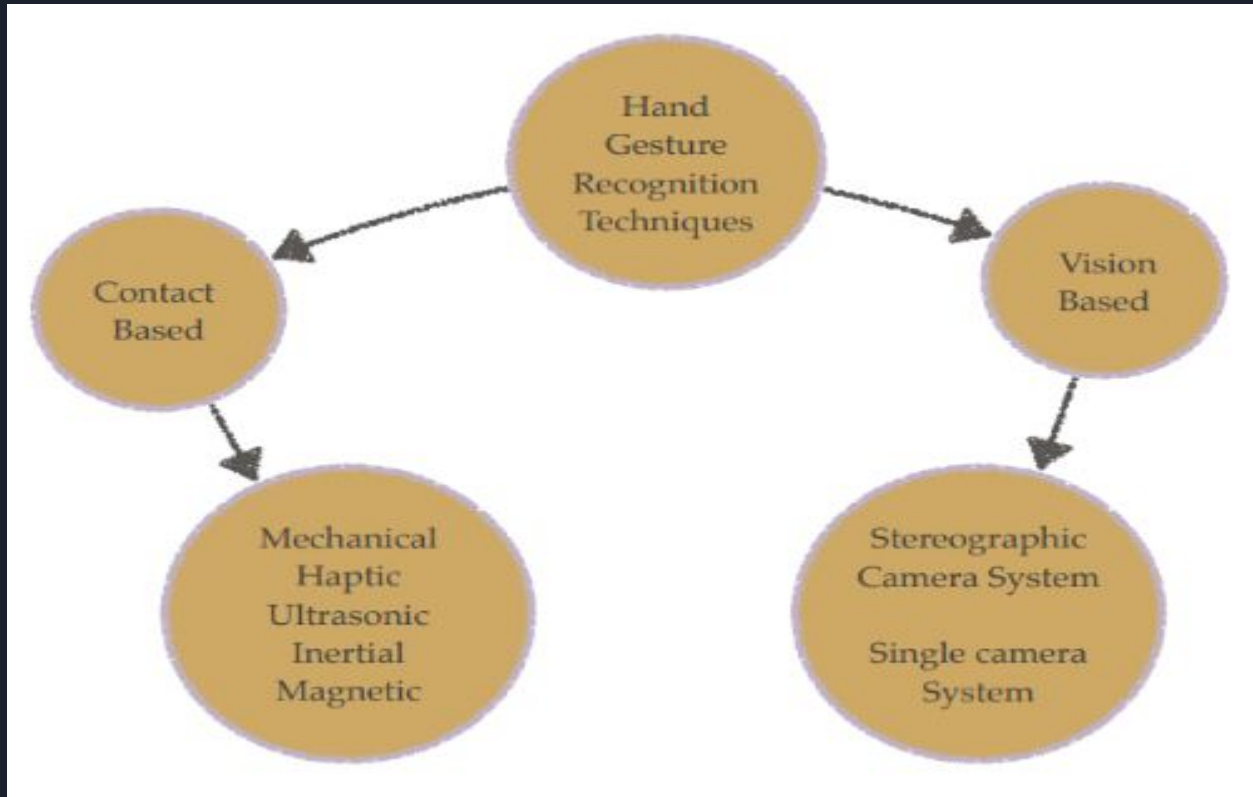 Hand
Gesture
Recognition
Techniques
Contact
Based
Vision
Based
Mechanical
Haptic
Ultrasonic
Inertial
Magnetic
Stereographic
Camera System
Single camera
System